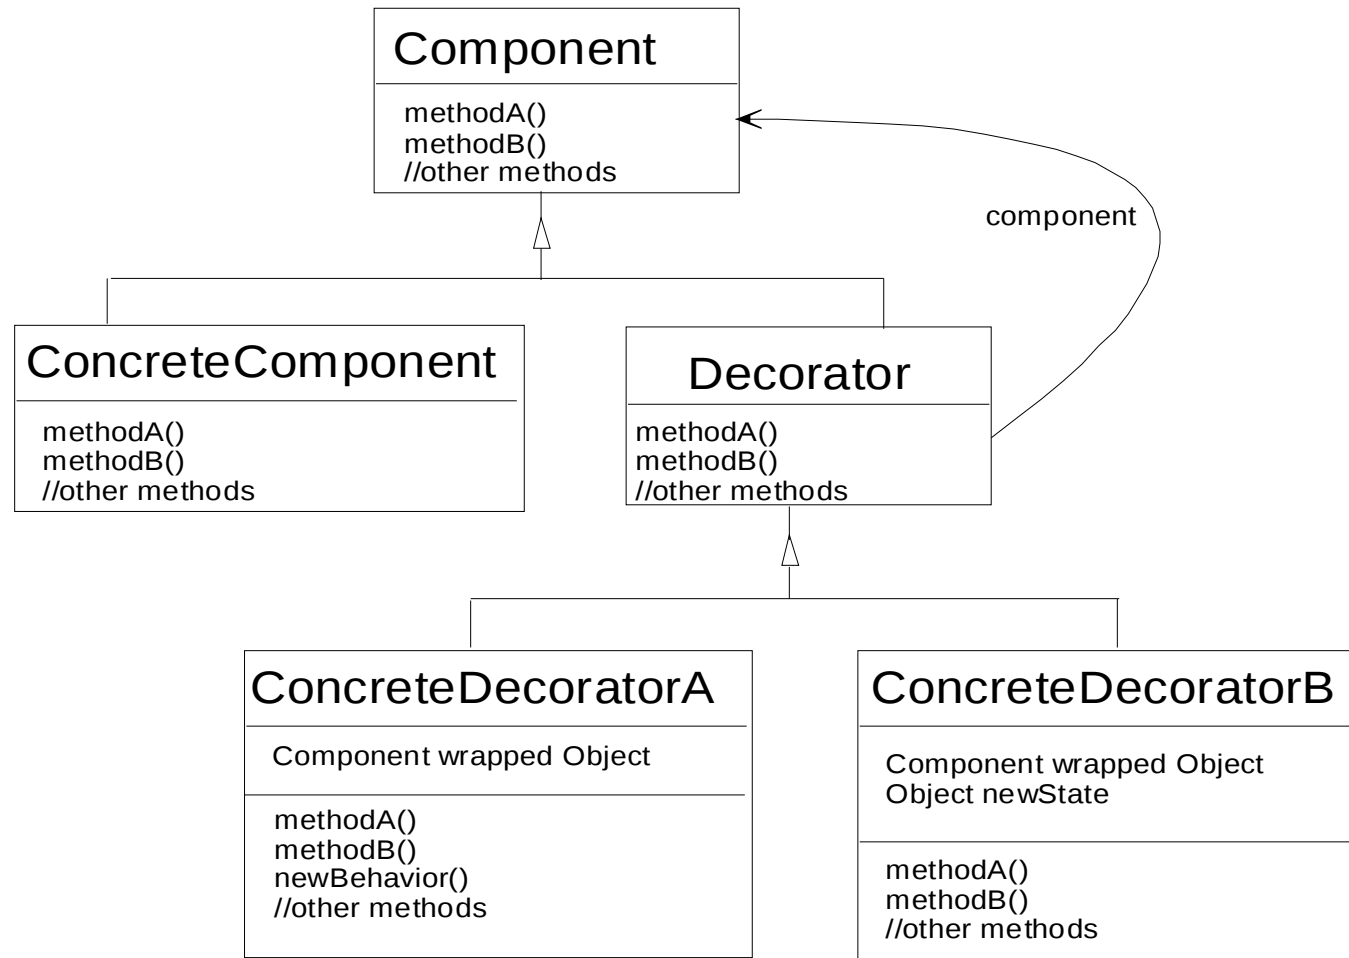 Component
methodA()
methodB()
//other methods
component
ConcreteComponent
methodA()
methodB()
//other methods
Decorator
methodA()
methodB()
//other methods
ConcreteDecoratorA
Component wrapped Object
methodA()
methodB()
newBehavior()
//other methods
ConcreteDecoratorB
Component wrapped Object
Object newState
methodA()
methodB()
//other methods